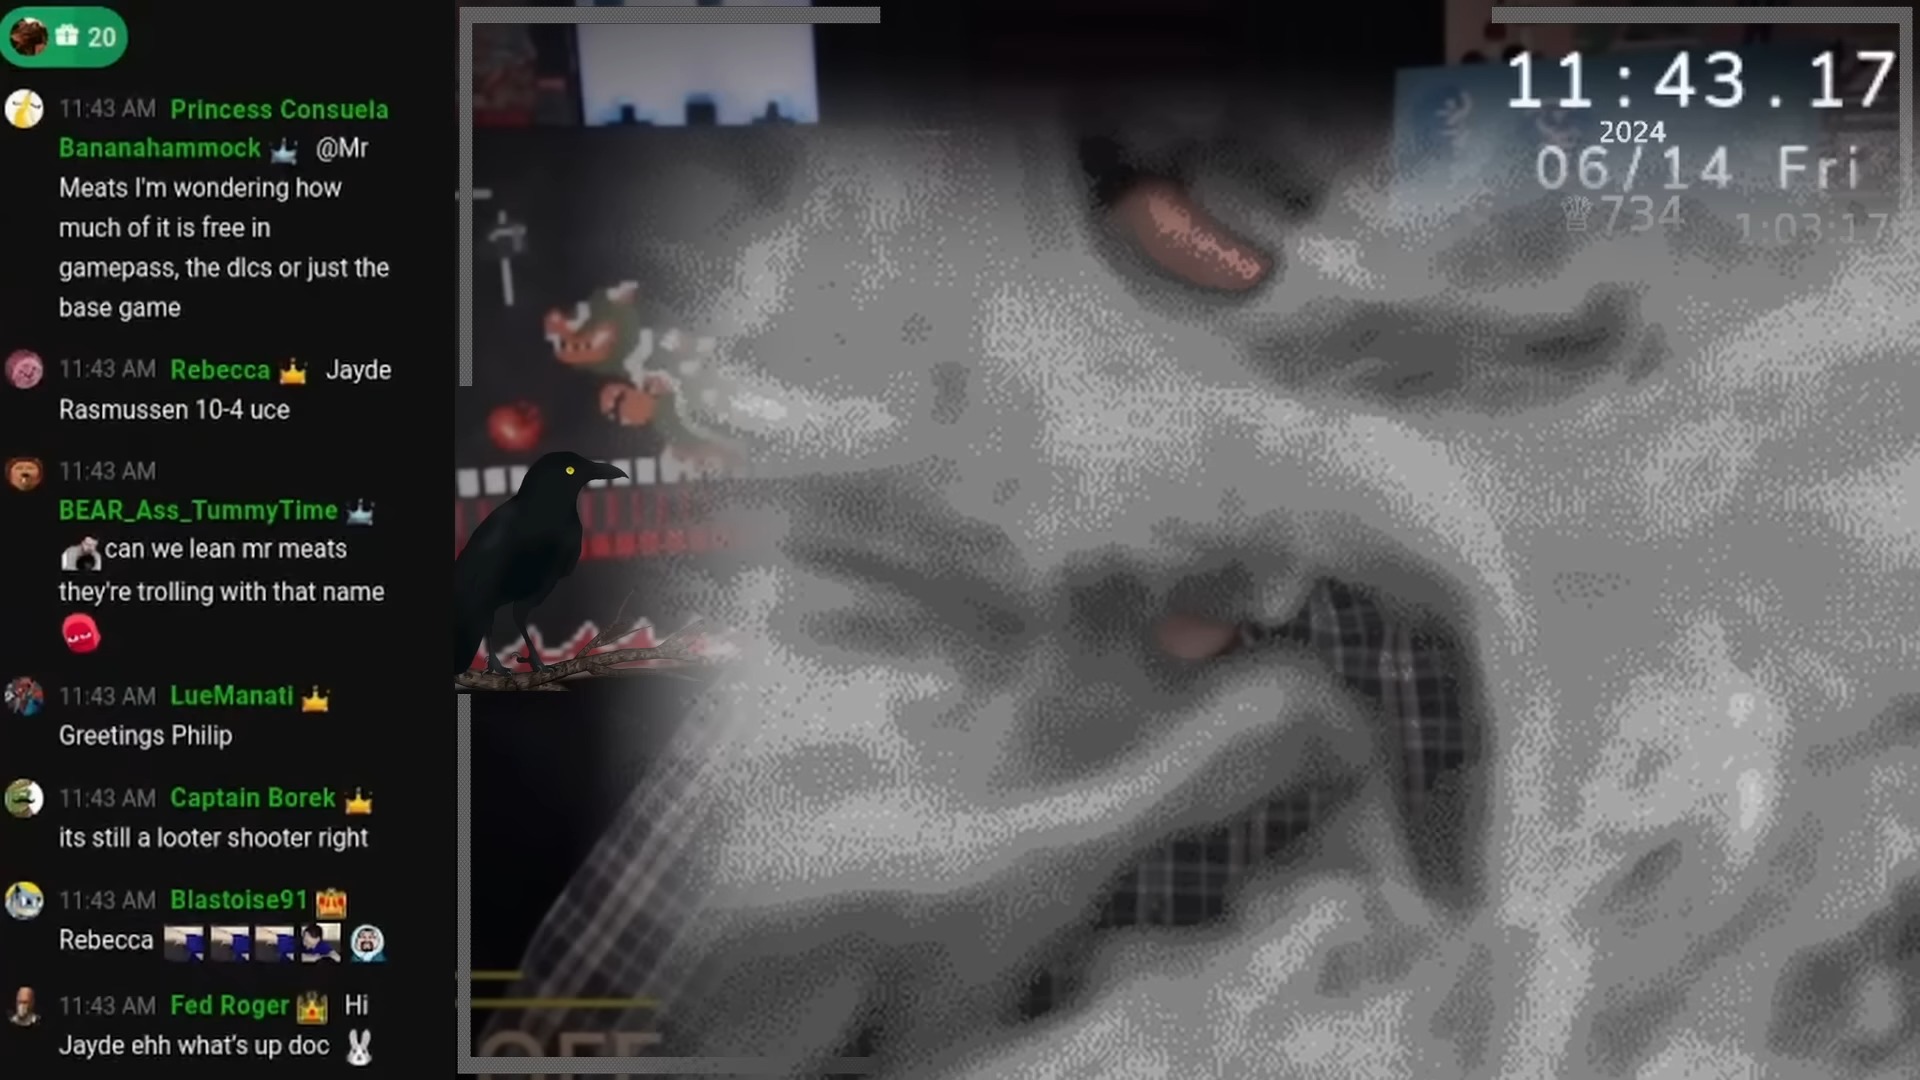 20
11:43 AM Princess Consuela
Bananahammock @Mr
Meats I'm wondering how
much of it is free in
gamepass, the dlcs or just the
base game
11:43 AM Rebecca Jayde
Rasmussen 10-4 uce
11:43 AM
BEAR_Ass_TummyTime
can we lean mr meats
they're trolling with that name
11:43 AM LueManati
Greetings Philip
11:43 AM Captain Borek
its still a looter shooter right
11:43 AM Blastoise91
Rebecca
11:43 AM Fed Roger Hi
Jayde ehh what's up doc
11:43.17
2024
06/14 Fri
♕734 1:03:17
OFF